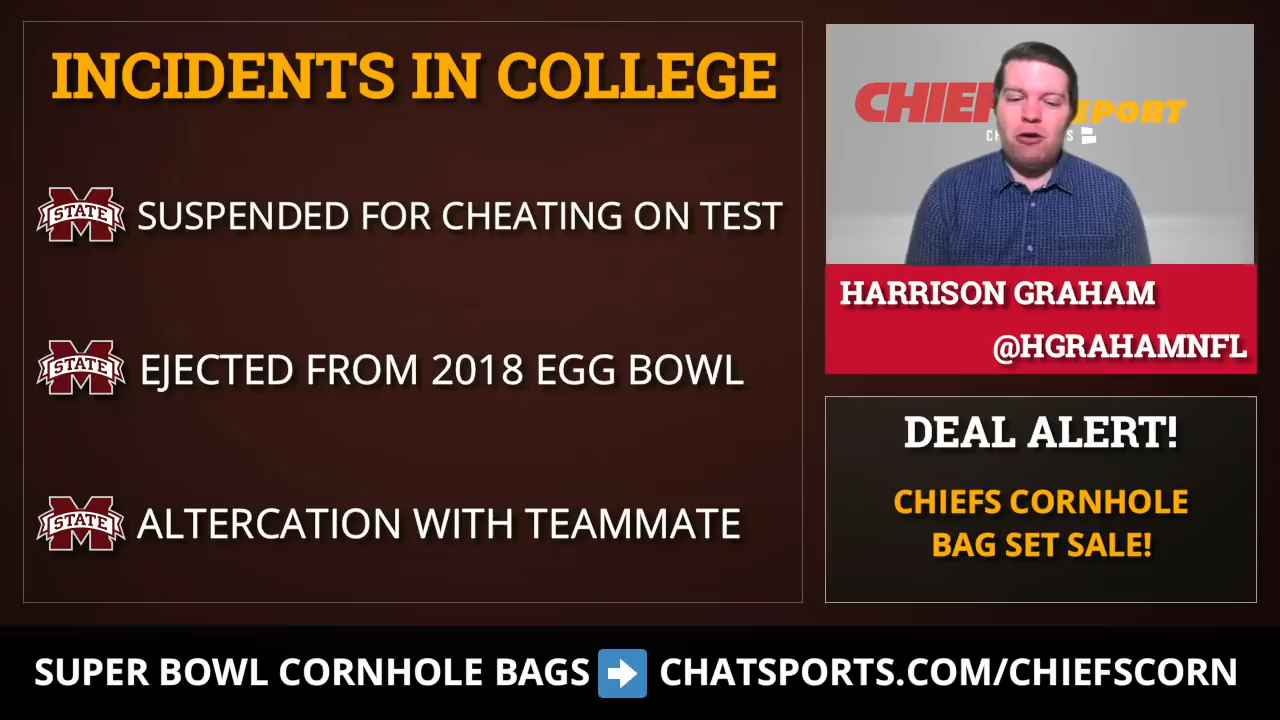 INCIDENTS IN COLLEGE
STATE SUSPENDED FOR CHEATING ON TEST
STATE EJECTED FROM 2018 EGG BOWL
STATE ALTERCATION WITH TEAMMATE
HARRISON GRAHAM
@HGRAHAMNFL
DEAL ALERT!
CHIEFS CORNHOLE
BAG SET SALE!
SUPER BOWL CORNHOLE BAGS ➡ CHATSPORTS.COM/CHIEFSCORN